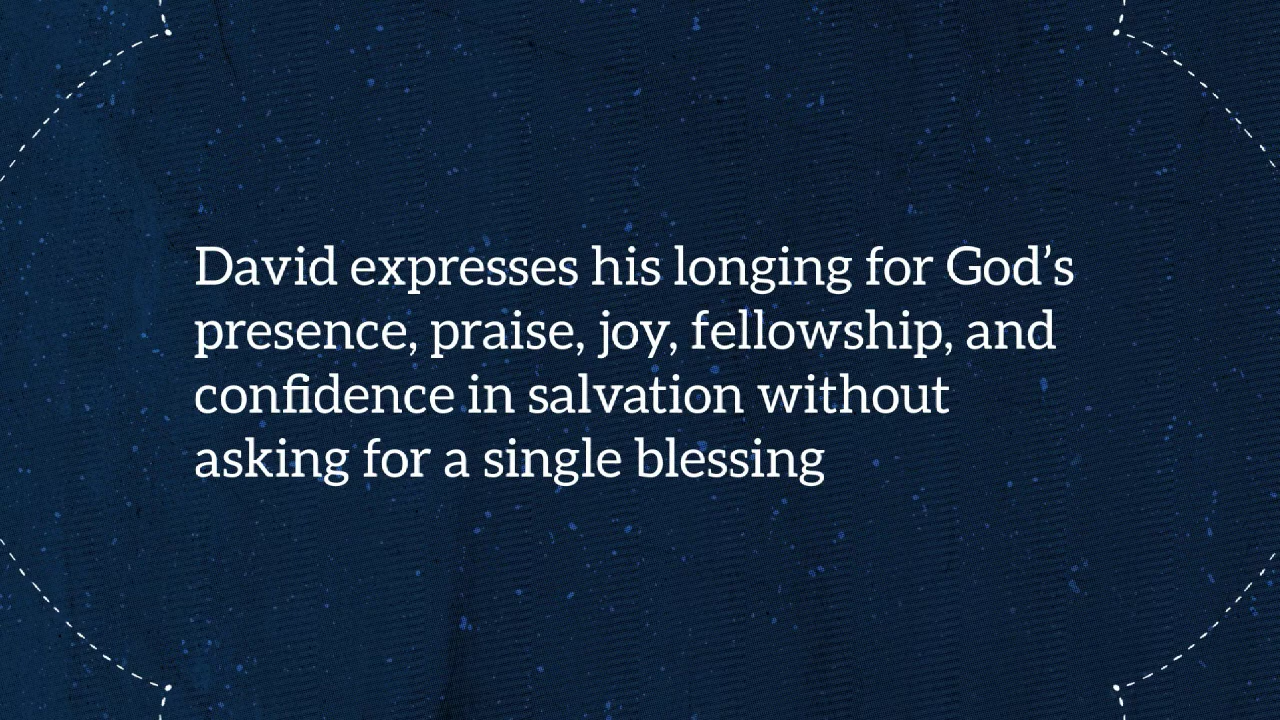 David expresses his longing for God’s
presence, praise, joy, fellowship, and
confidence in salvation without
asking for a single blessing